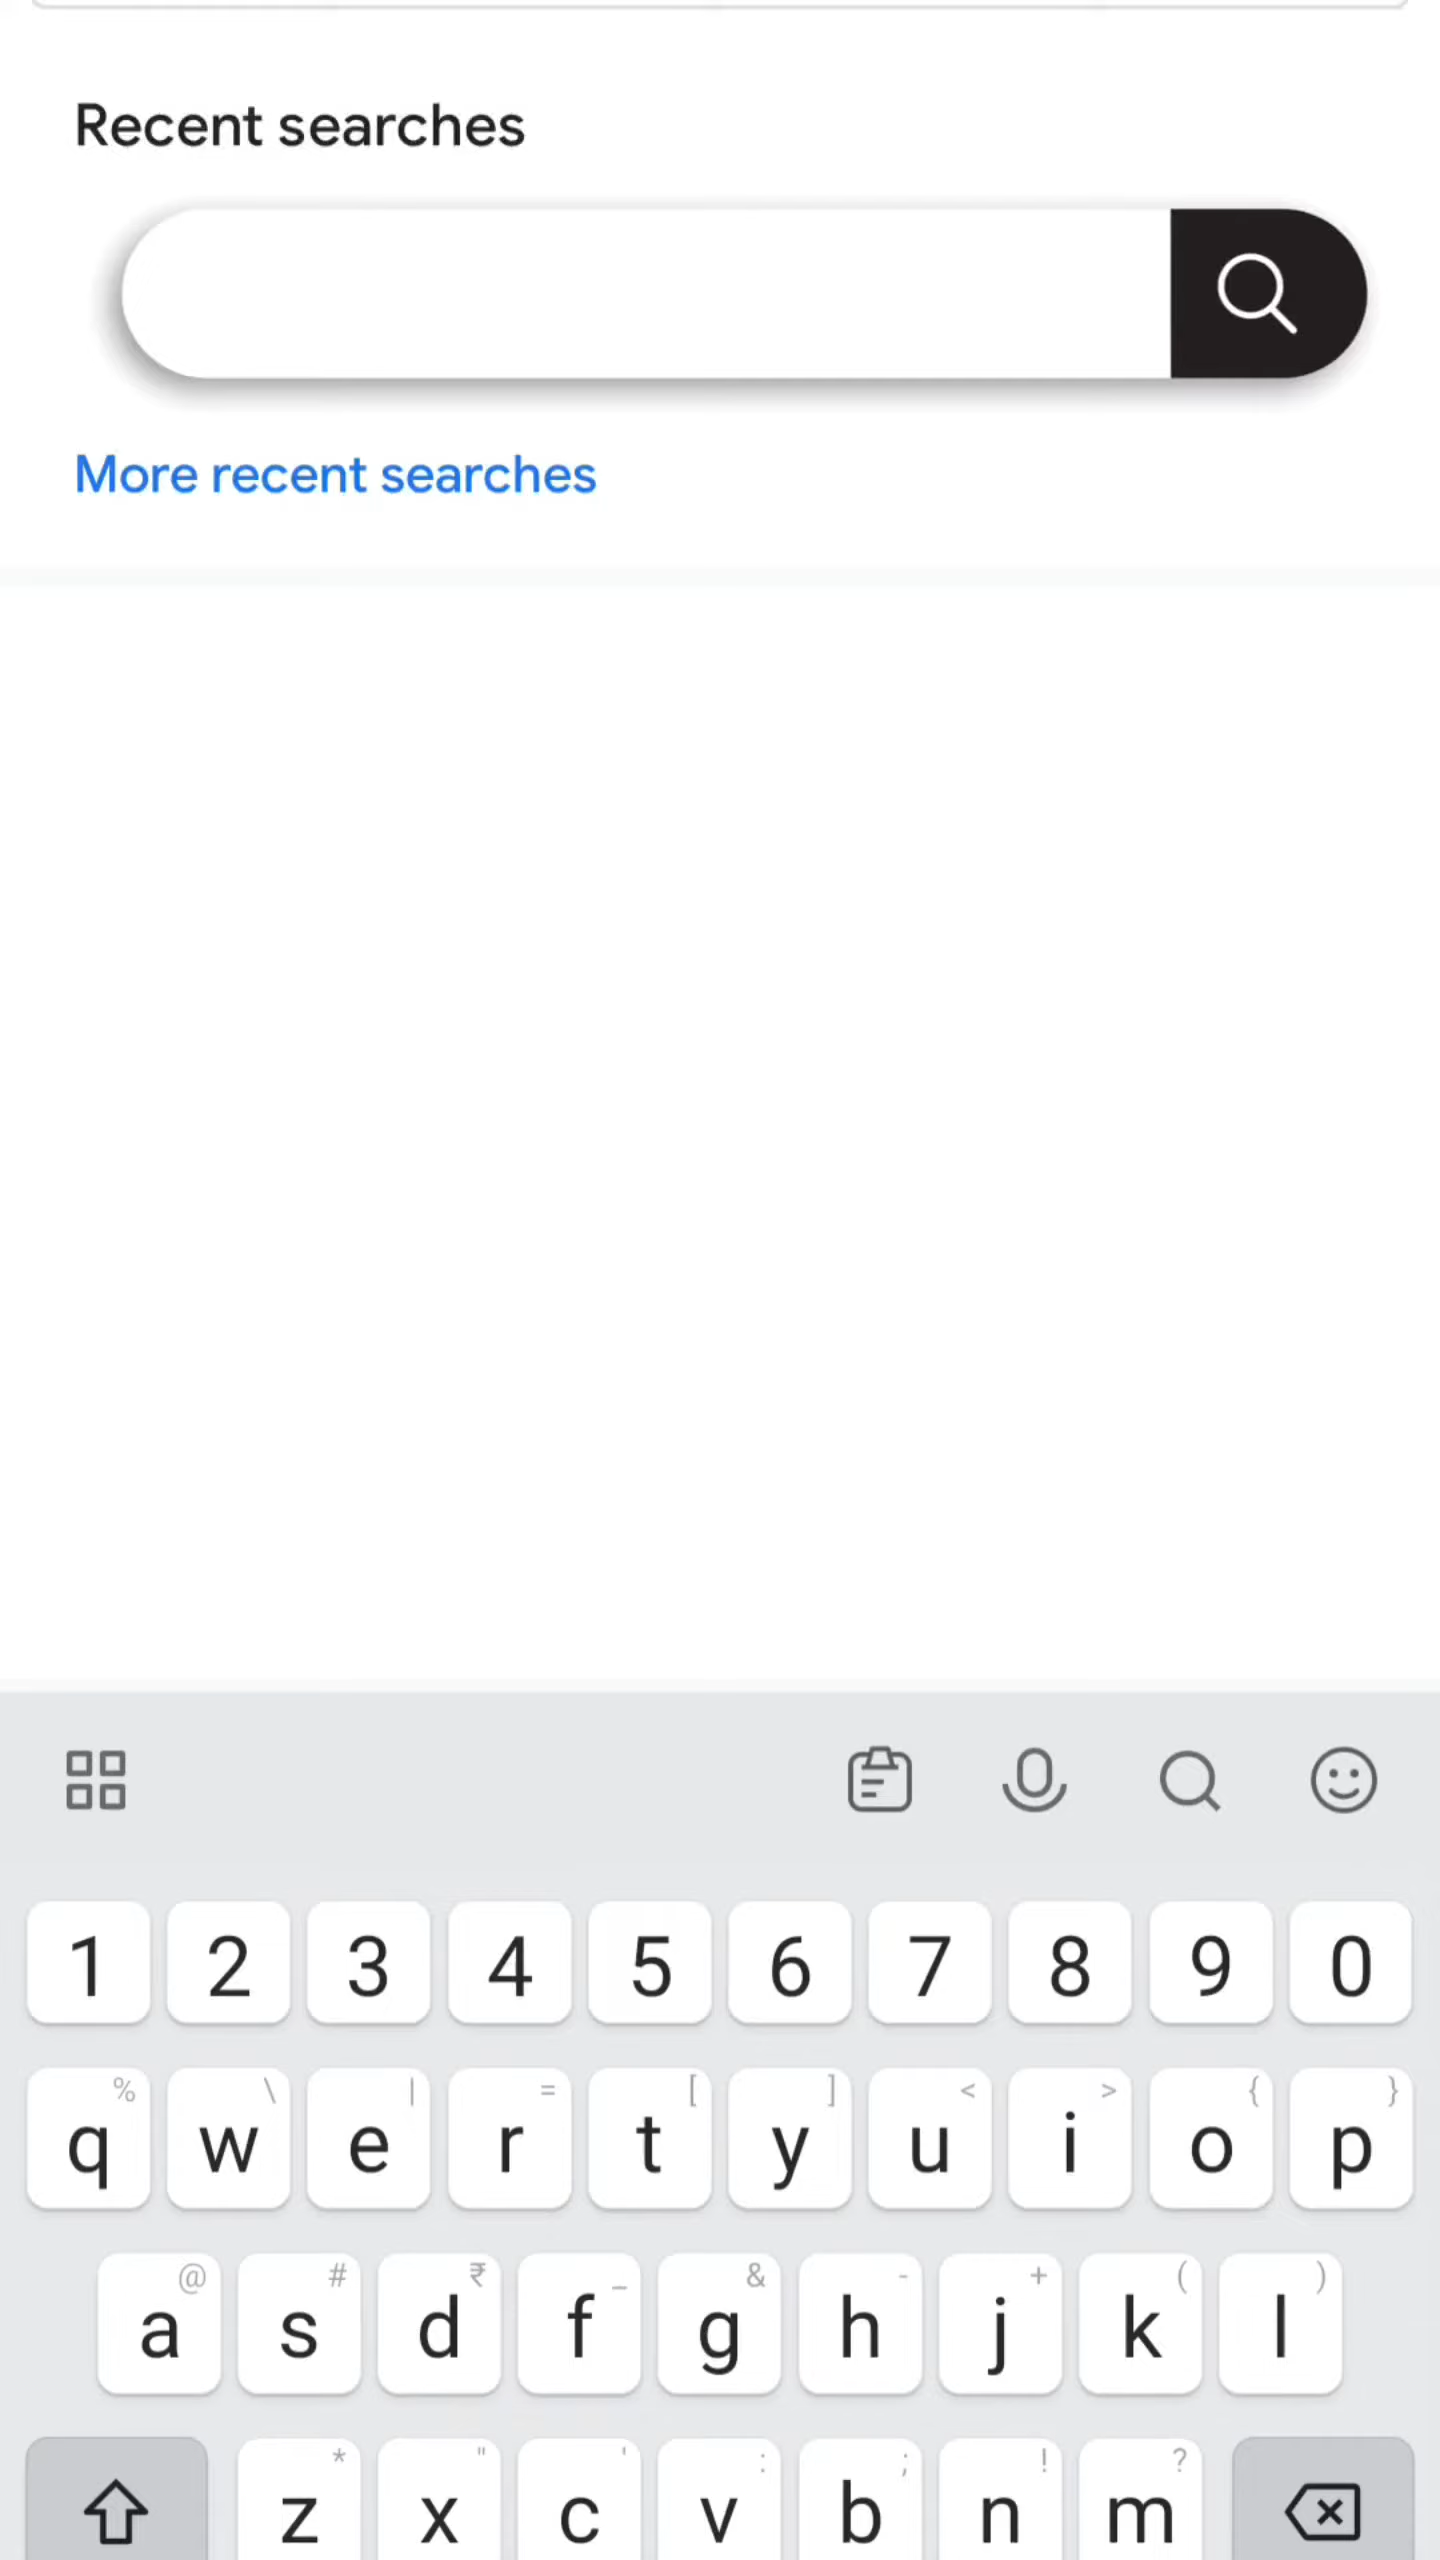 Recent searches
More recent searches
1 2 3 4 5 6 7 8 9 0
% \ | = [ ] < > { }
q w e r t y u i o p
@ # ₹ _ & - + ( )
a s d f g h j k l
* " ' : ; ! ?
z x c v b n m